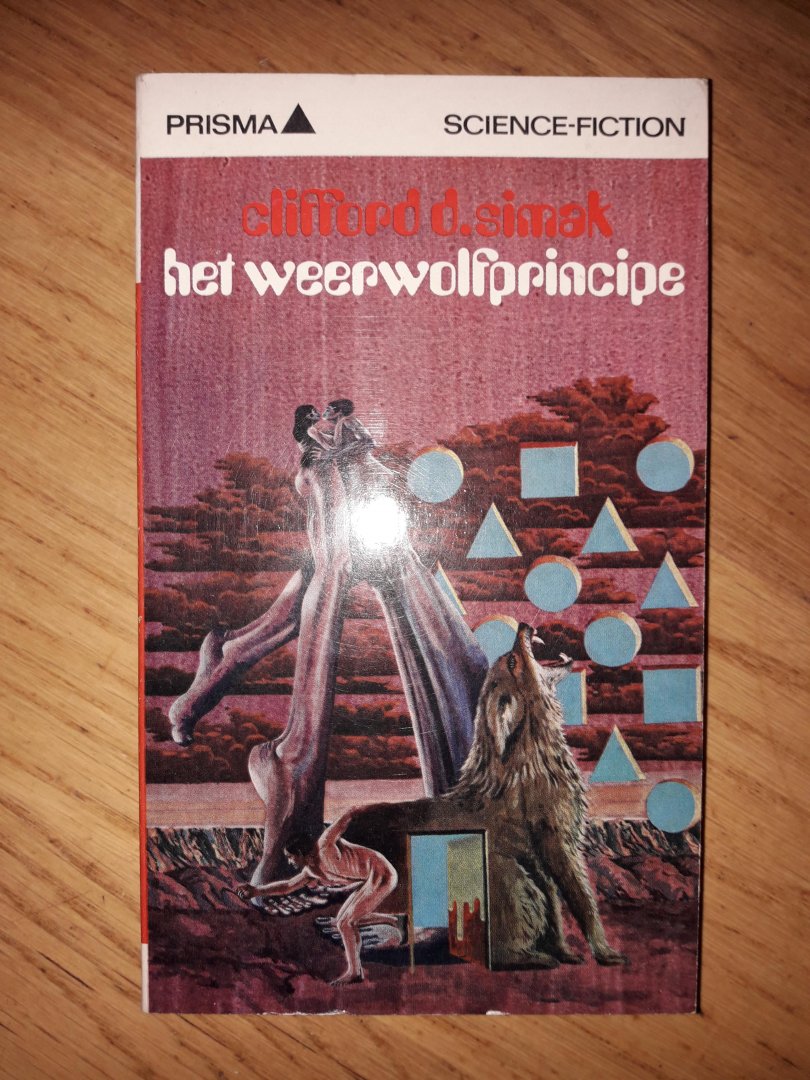 PRISMA▲ SCIENCE-FICTION
clifford d. simak
het weerwolfprincipe